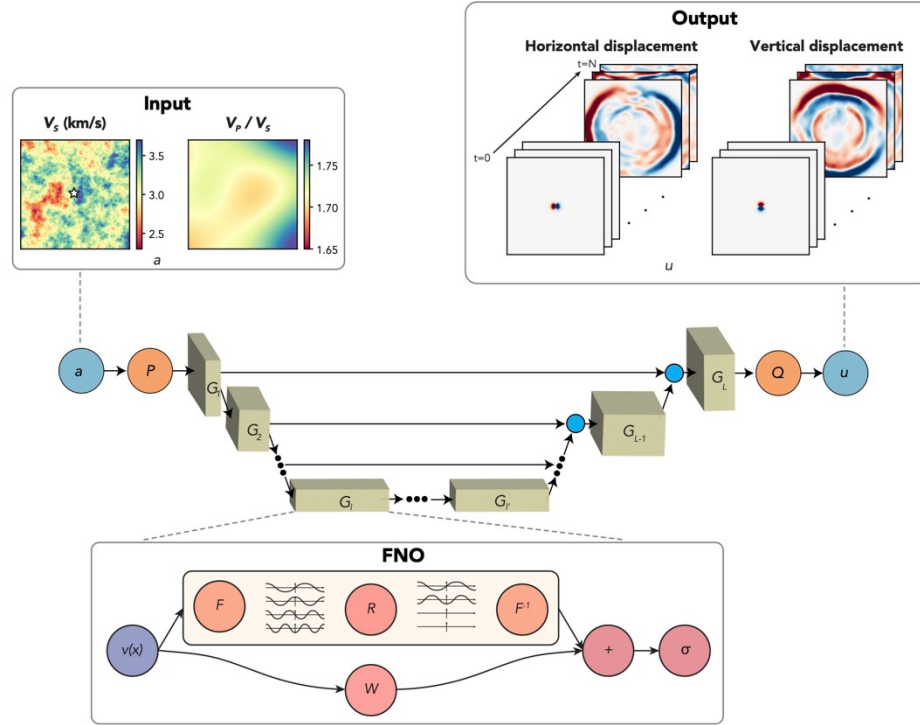 Output
Horizontal displacement
Vertical displacement
t=N
t=0
u
Input
V_S (km/s)
V_P / V_S
3.5
3.0
2.5
1.75
1.70
1.65
a
a
P
G_1
G_2
G_l
G_l'
G_{L-1}
G_L
Q
u
FNO
F
R
F^{-1}
v(x)
W
+
σ